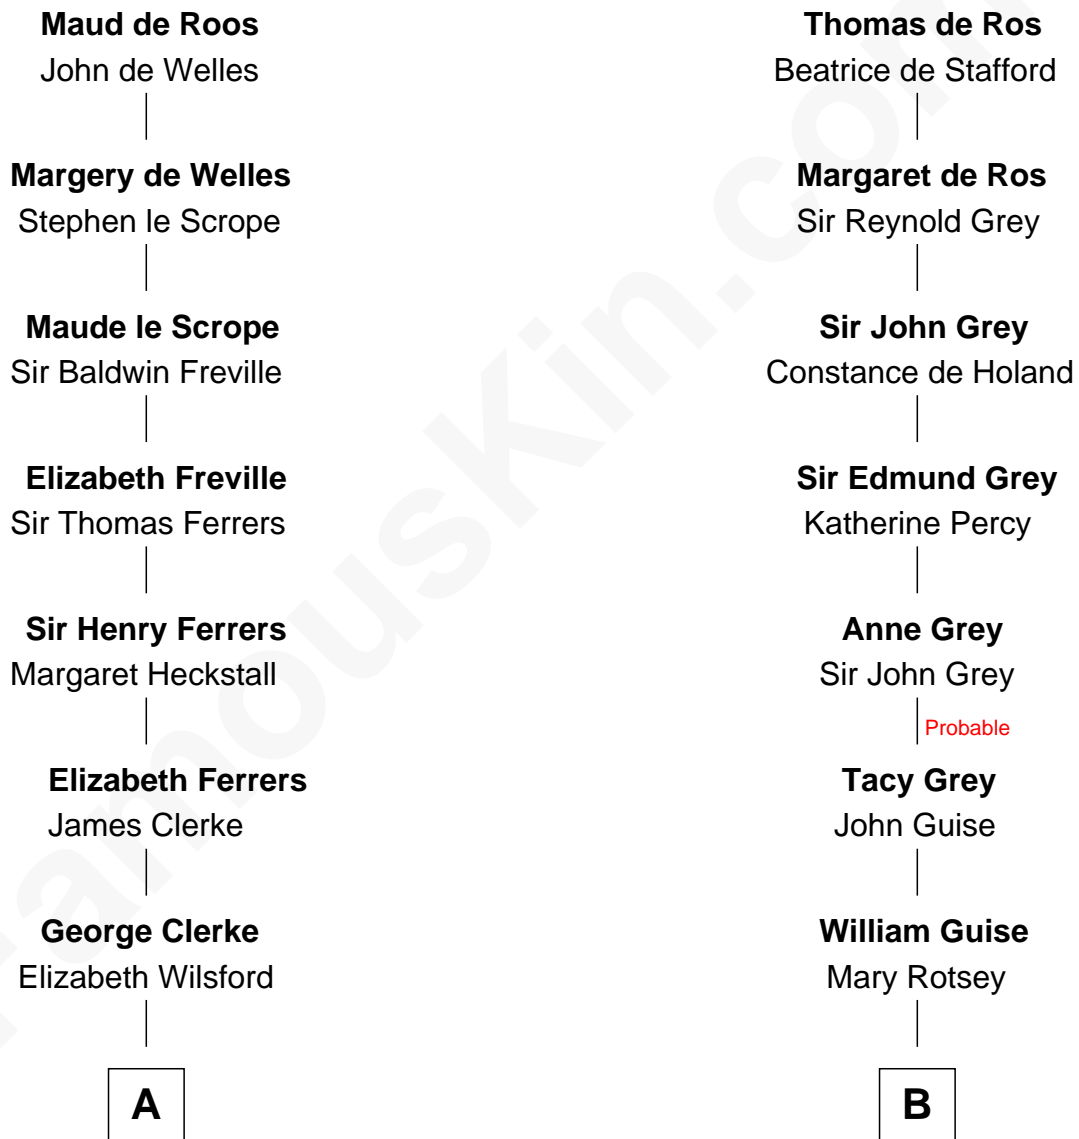 Maud de Roos
John de Welles
Margery de Welles
Stephen le Scrope
Maude le Scrope
Sir Baldwin Freville
Elizabeth Freville
Sir Thomas Ferrers
Sir Henry Ferrers
Margaret Heckstall
Elizabeth Ferrers
James Clerke
George Clerke
Elizabeth Wilsford
A
Thomas de Ros
Beatrice de Stafford
Margaret de Ros
Sir Reynold Grey
Sir John Grey
Constance de Holand
Sir Edmund Grey
Katherine Percy
Anne Grey
Sir John Grey
Probable
Tacy Grey
John Guise
William Guise
Mary Rotsey
B
FamousKin.com